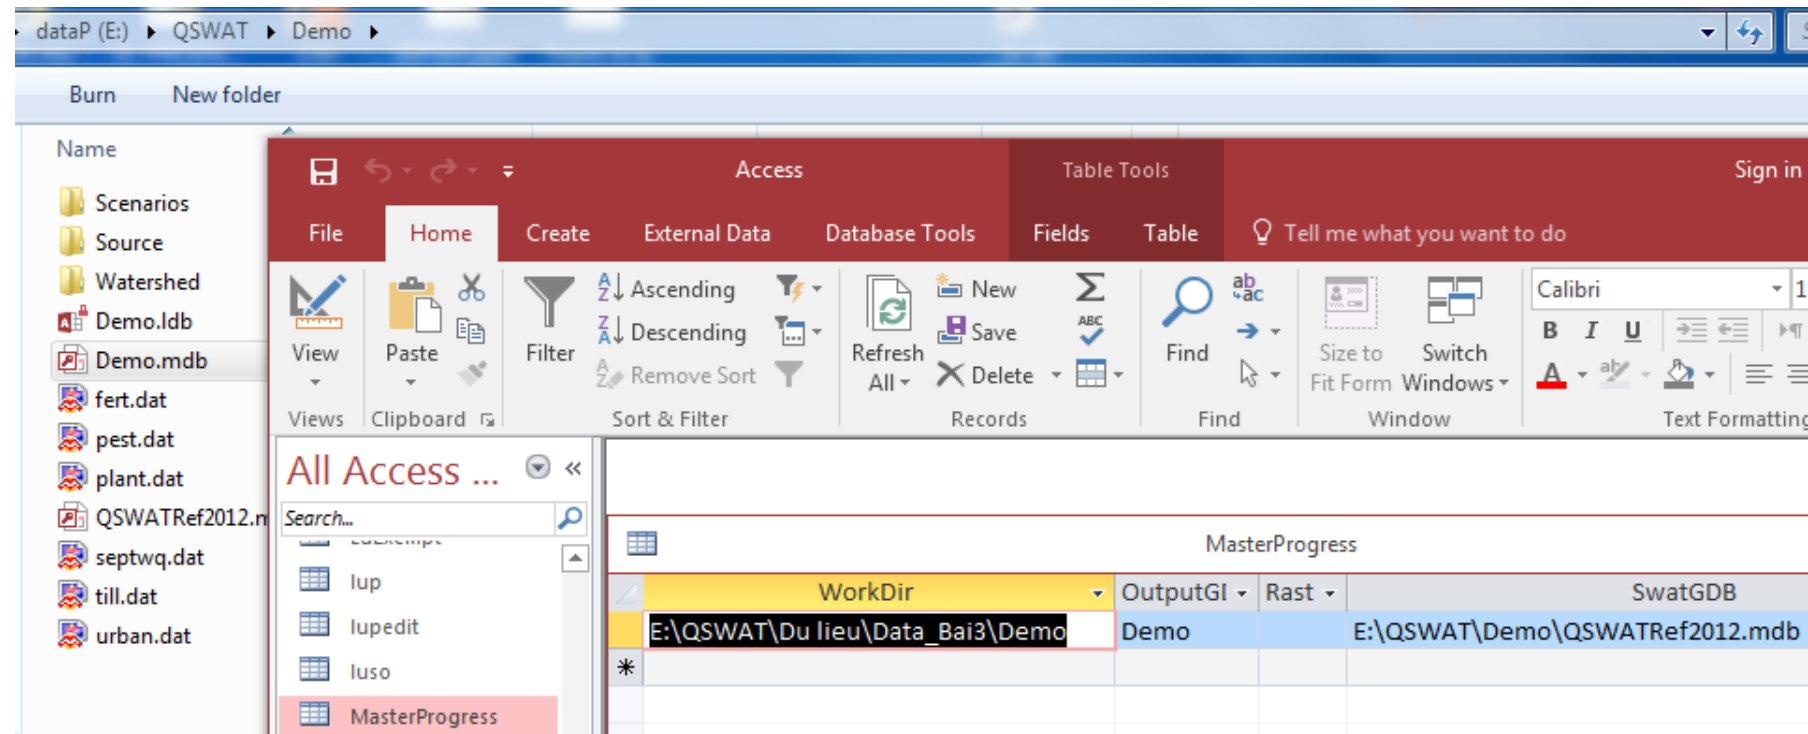 dataP (E:) QSWAT Demo
Burn New folder
Name
Scenarios
Source
Watershed
Demo.ldb
Demo.mdb
fert.dat
pest.dat
plant.dat
QSWATRef2012.m
septwq.dat
till.dat
urban.dat
Access Table Tools Sign in
File Home Create External Data Database Tools Fields Table Tell me what you want to do
View
Views
Paste
Clipboard
Filter
Ascending
Descending
Remove Sort
Sort & Filter
Refresh
All
New
Save
Delete
Records
Find
Find
Size to
Fit Form
Switch
Windows
Window
Calibri 1
B I U
A
Text Formatting
All Access ...
Search...
lup
lupedit
luso
MasterProgress
MasterProgress
WorkDir OutputGI Rast SwatGDB
E:\QSWAT\Du lieu\Data_Bai3\Demo Demo E:\QSWAT\Demo\QSWATRef2012.mdb